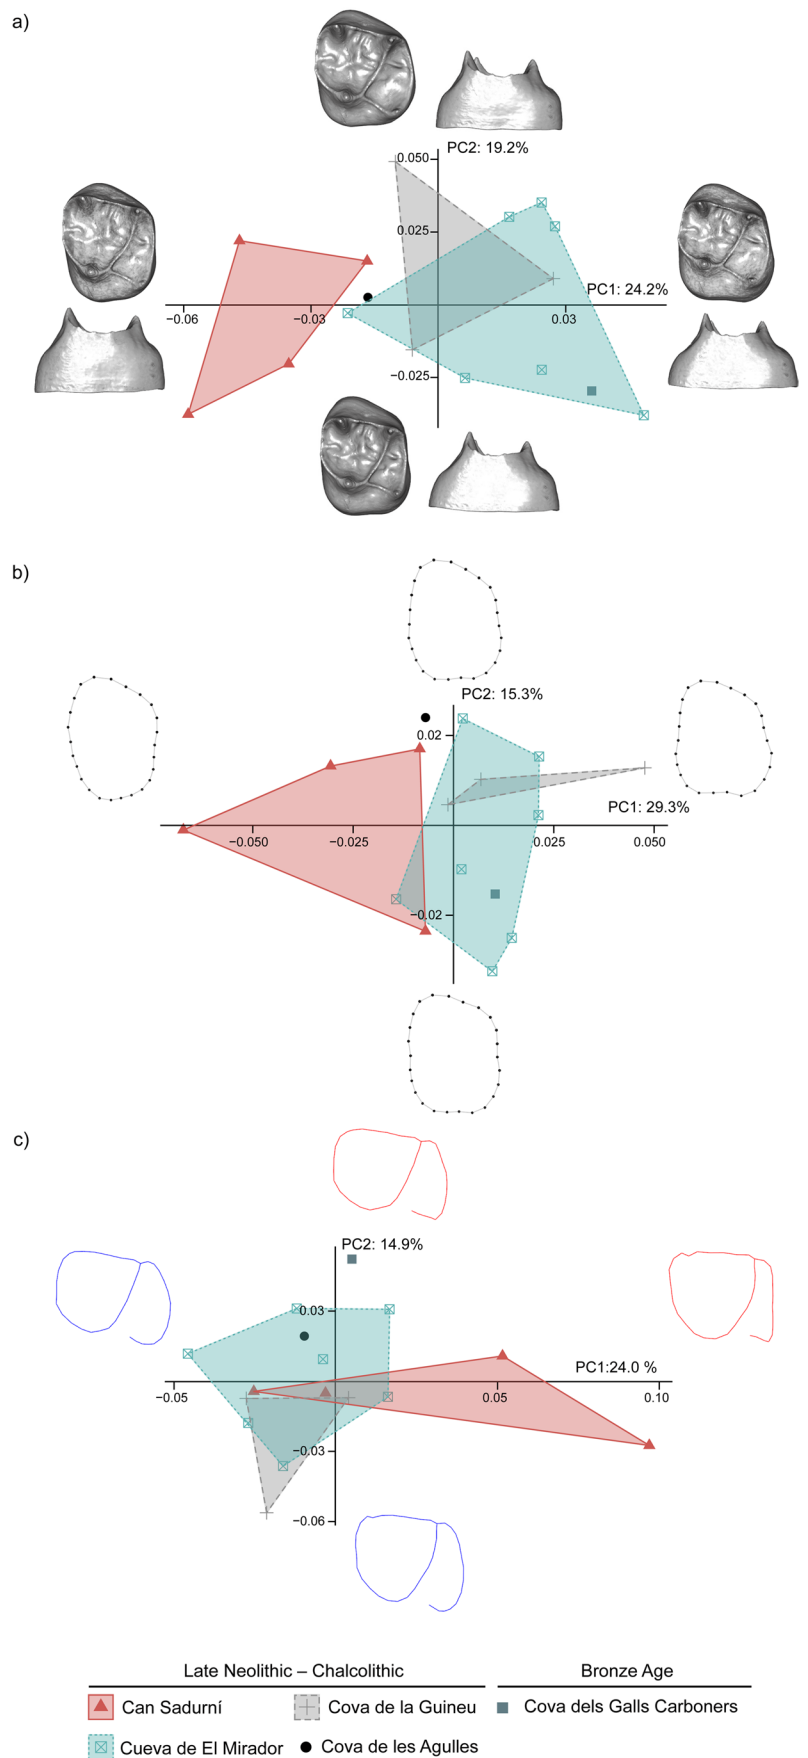 a)
0.050
PC2: 19.2%
0.025
PC1: 24.2%
−0.06
−0.03
0.03
−0.025
b)
PC2: 15.3%
0.02
PC1: 29.3%
−0.050
−0.025
0.025
0.050
−0.02
c)
PC2: 14.9%
0.03
PC1:24.0 %
−0.05
0.05
0.10
−0.03
−0.06
Late Neolithic – Chalcolithic
Bronze Age
Can Sadurní
Cova de la Guineu
Cova dels Galls Carboners
Cueva de El Mirador
Cova de les Agulles